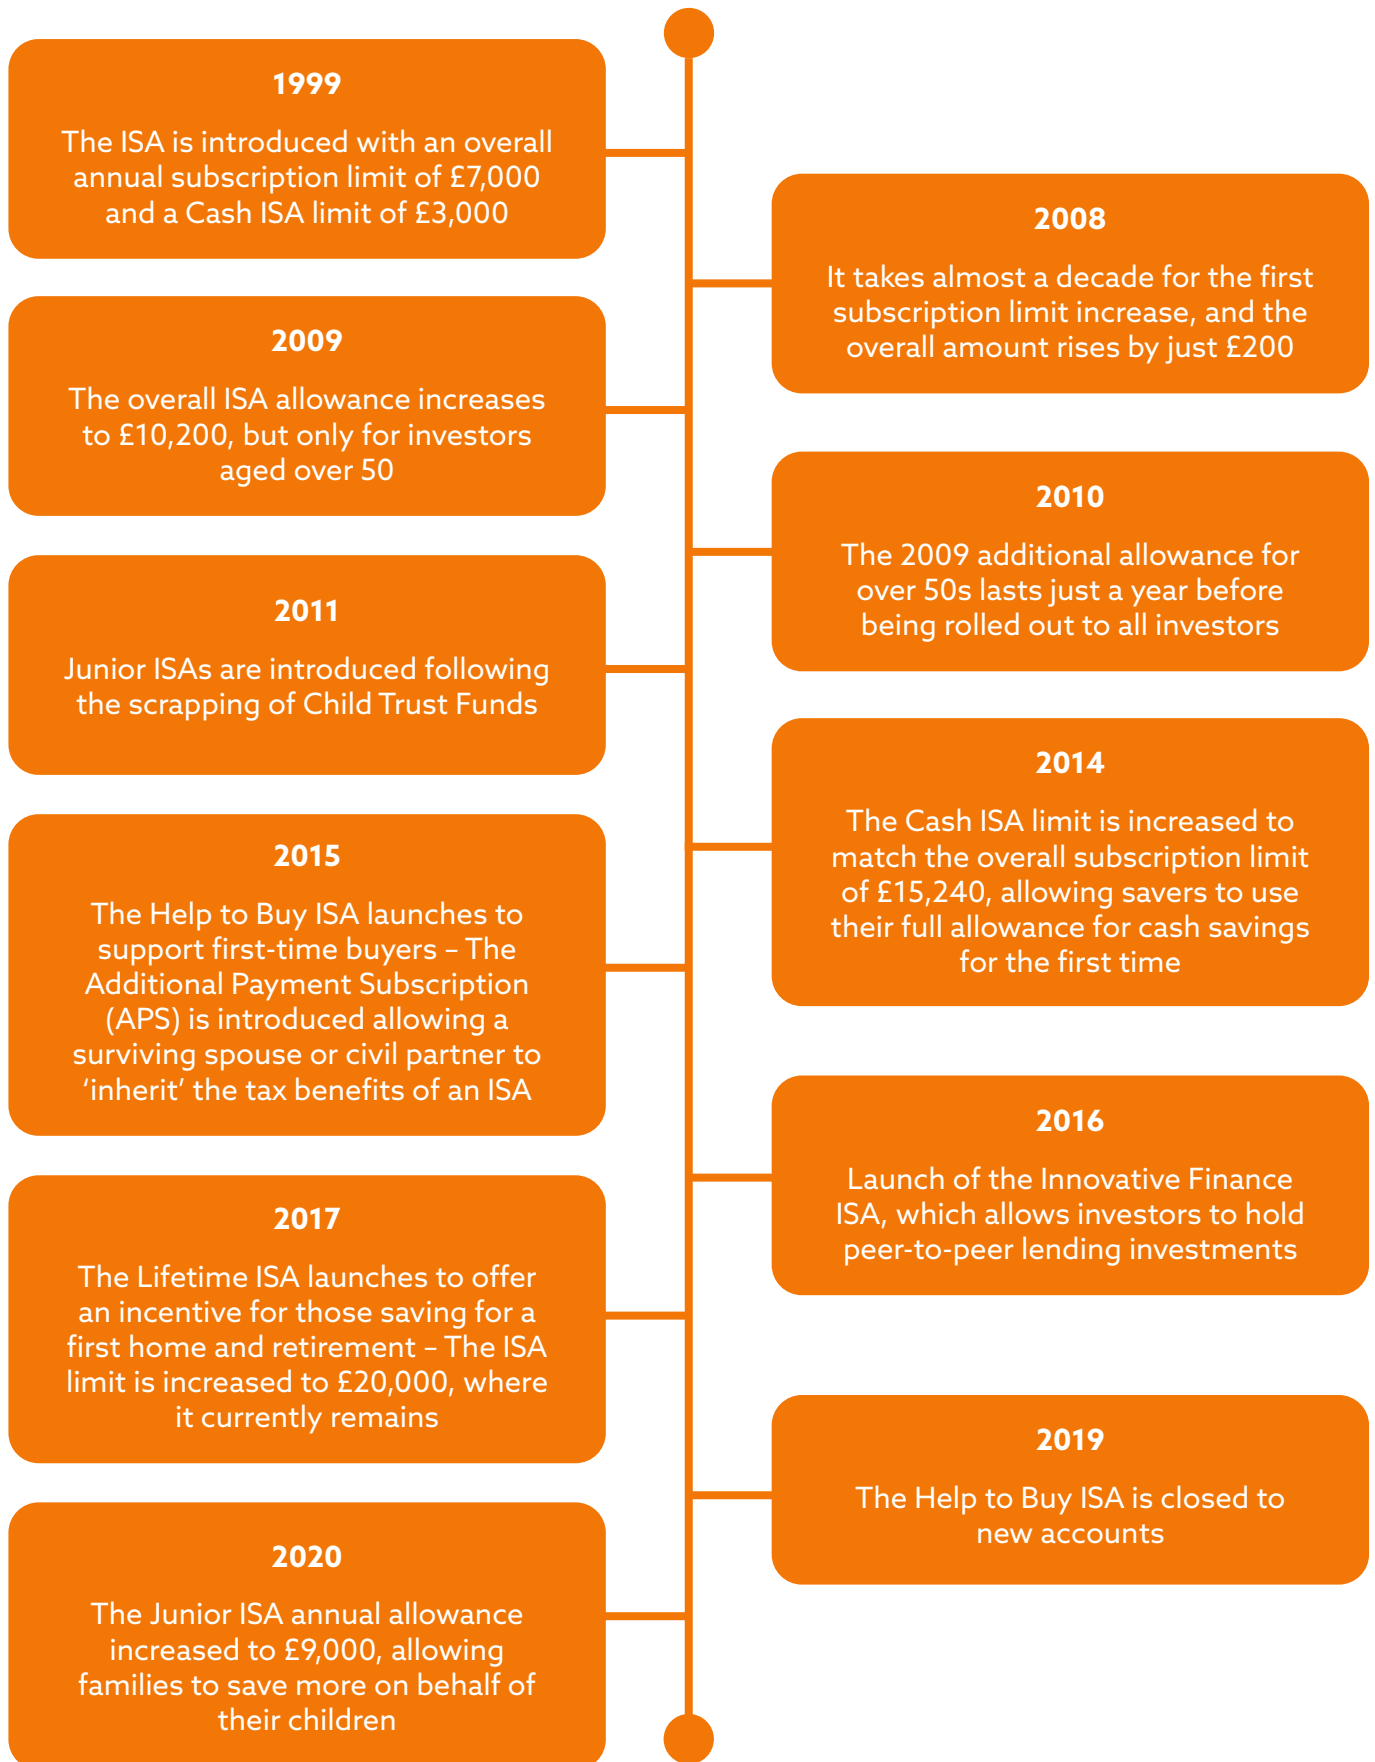 1999
The ISA is introduced with an overall
annual subscription limit of £7,000
and a Cash ISA limit of £3,000
2008
It takes almost a decade for the first
subscription limit increase, and the
overall amount rises by just £200
2009
The overall ISA allowance increases
to £10,200, but only for investors
aged over 50
2010
The 2009 additional allowance for
over 50s lasts just a year before
being rolled out to all investors
2011
Junior ISAs are introduced following
the scrapping of Child Trust Funds
2014
The Cash ISA limit is increased to
match the overall subscription limit
of £15,240, allowing savers to use
their full allowance for cash savings
for the first time
2015
The Help to Buy ISA launches to
support first-time buyers – The
Additional Payment Subscription
(APS) is introduced allowing a
surviving spouse or civil partner to
‘inherit’ the tax benefits of an ISA
2016
Launch of the Innovative Finance
ISA, which allows investors to hold
peer-to-peer lending investments
2017
The Lifetime ISA launches to offer
an incentive for those saving for a
first home and retirement – The ISA
limit is increased to £20,000, where
it currently remains
2019
The Help to Buy ISA is closed to
new accounts
2020
The Junior ISA annual allowance
increased to £9,000, allowing
families to save more on behalf of
their children